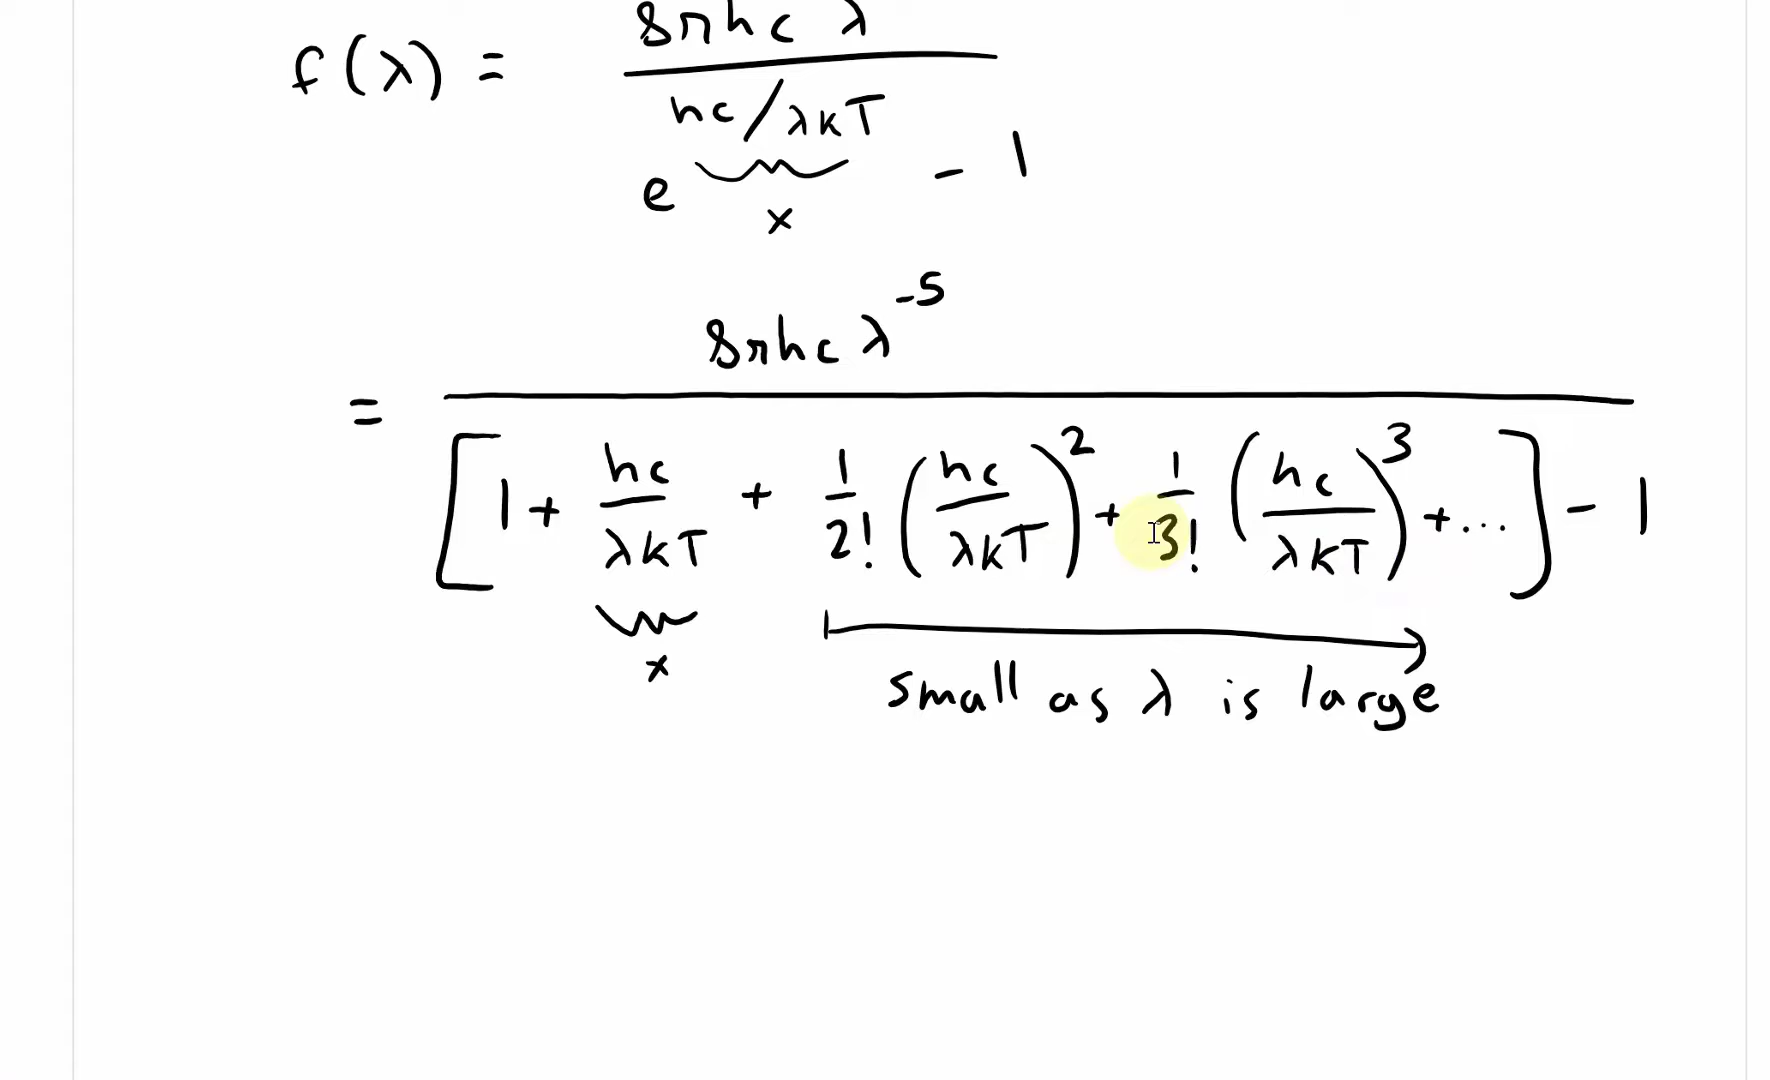 f(λ) = 8πhc λ / e^{hc/λkT} - 1
x
= 8πhc λ^{-5} / [1 + hc/λkT + 1/2! (hc/λkT)^2 + 1/3! (hc/λkT)^3 + ...] - 1
x
small as λ is large